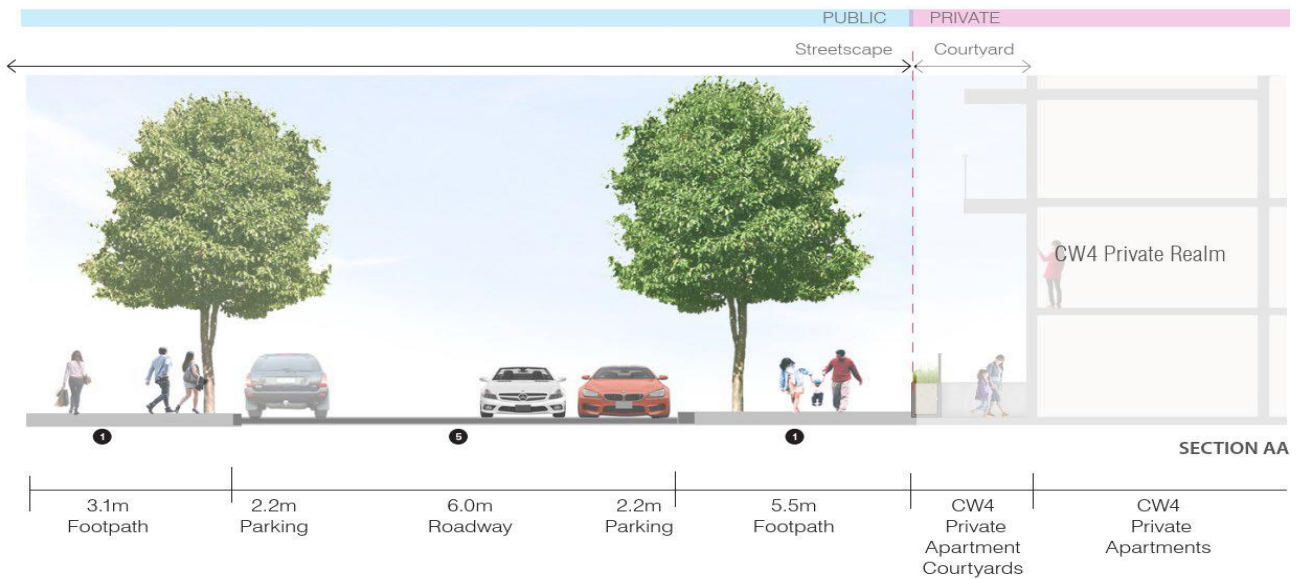 PUBLIC PRIVATE
Streetscape Courtyard
CW4 Private Realm
1 5 1
SECTION AA
3.1m 2.2m 6.0m 2.2m 5.5m CW4 CW4
Footpath Parking Roadway Parking Footpath Private Private
Apartment Apartments
Courtyards